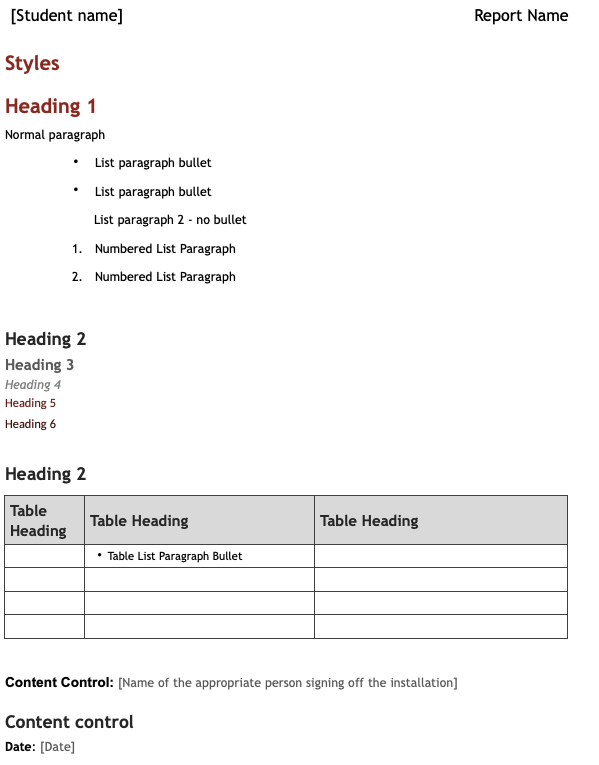 [Student name] Report Name
Styles
Heading 1
Normal paragraph
• List paragraph bullet
• List paragraph bullet
List paragraph 2 - no bullet
1. Numbered List Paragraph
2. Numbered List Paragraph
Heading 2
Heading 3
Heading 4
Heading 5
Heading 6
Heading 2
Table Heading Table Heading Table Heading
• Table List Paragraph Bullet
Content Control: [Name of the appropriate person signing off the installation]
Content control
Date: [Date]